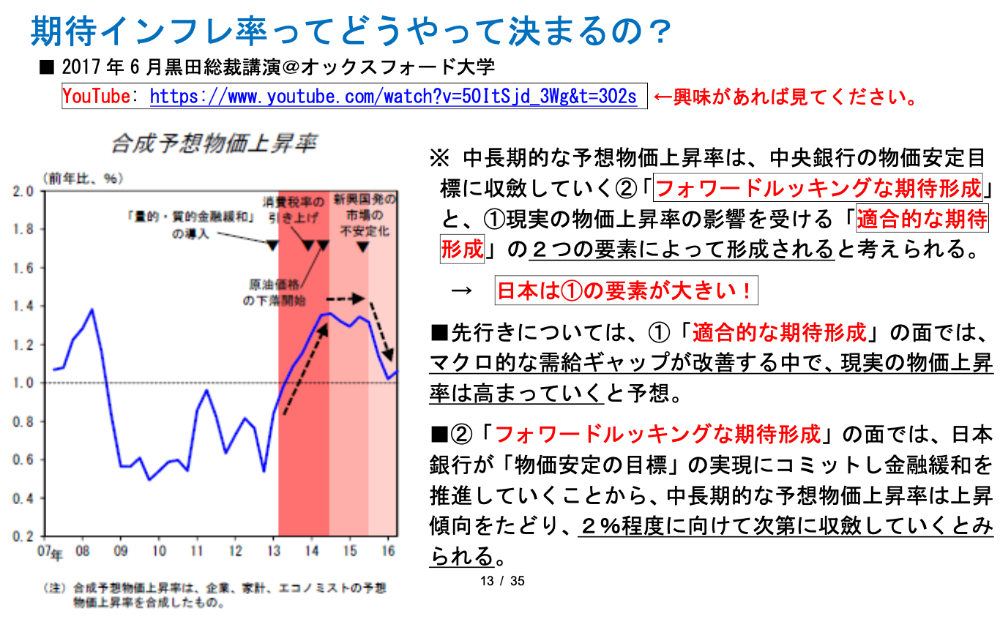 期待インフレ率ってどうやって決まるの？
■ 2017 年 6 月黒田総裁講演@オックスフォード大学
YouTube: https://www.youtube.com/watch?v=50ItSjd_3Wg&t=302s ←興味があれば見てください。
合成予想物価上昇率
（前年比、％）
2.0
1.8
1.6
1.4
1.2
1.0
0.8
0.6
0.4
0.2
「量的・質的金融緩和」
の導入
消費税率の
引き上げ
新興国発の
市場の
不安定化
原油価格
の下落開始
07年 08 09 10 11 12 13 14 15 16
（注）合成予想物価上昇率は、企業、家計、エコノミストの予想
物価上昇率を合成したもの。
※ 中長期的な予想物価上昇率は、中央銀行の物価安定目
標に収斂していく②「フォワードルッキングな期待形成」
と、①現実の物価上昇率の影響を受ける「適合的な期待
形成」の２つの要素によって形成されると考えられる。
→ 日本は①の要素が大きい！
■先行きについては、①「適合的な期待形成」の面では、
マクロ的な需給ギャップが改善する中で、現実の物価上昇
率は高まっていくと予想。
■②「フォワードルッキングな期待形成」の面では、日本
銀行が「物価安定の目標」の実現にコミットし金融緩和を
推進していくことから、中長期的な予想物価上昇率は上昇
傾向をたどり、２％程度に向けて次第に収斂していくとみ
られる。
13 / 35